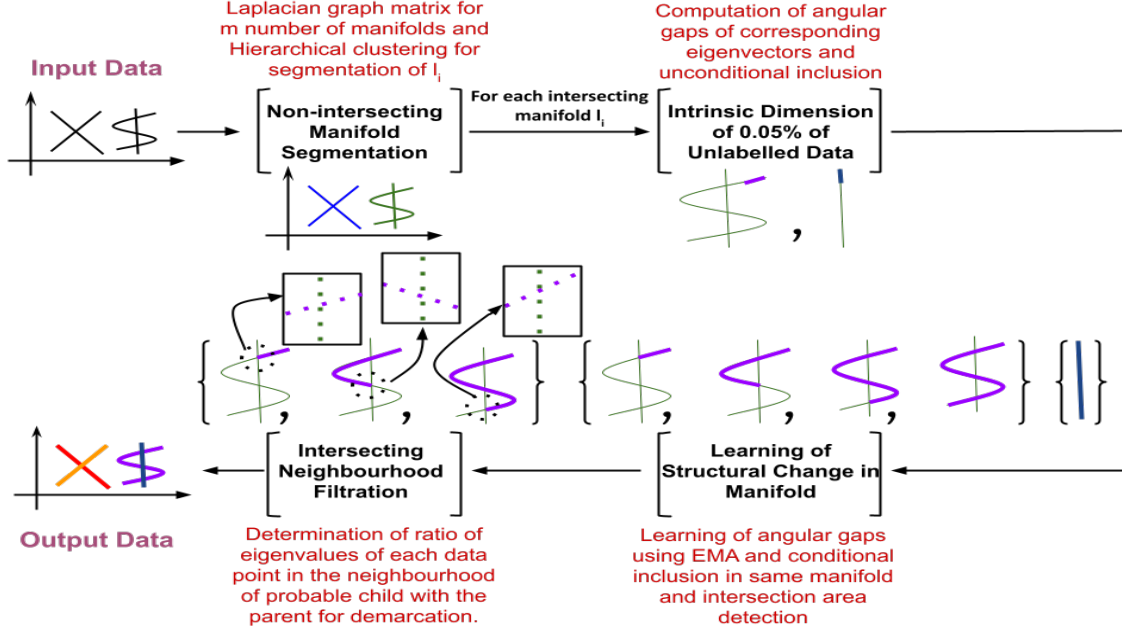 Laplacian graph matrix for
m number of manifolds and
Hierarchical clustering for
segmentation of I_i
Computation of angular
gaps of corresponding
eigenvectors and
unconditional inclusion
Input Data
Non-intersecting
Manifold
Segmentation
For each intersecting
manifold I_i
Intrinsic Dimension
of 0.05% of
Unlabelled Data
,
{ , , } { , , , } { }
Intersecting
Neighbourhood
Filtration
Learning of
Structural Change in
Manifold
Output Data
Determination of ratio of
eigenvalues of each data
point in the neighbourhood
of probable child with the
parent for demarcation.
Learning of angular gaps
using EMA and conditional
inclusion in same manifold
and intersection area
detection